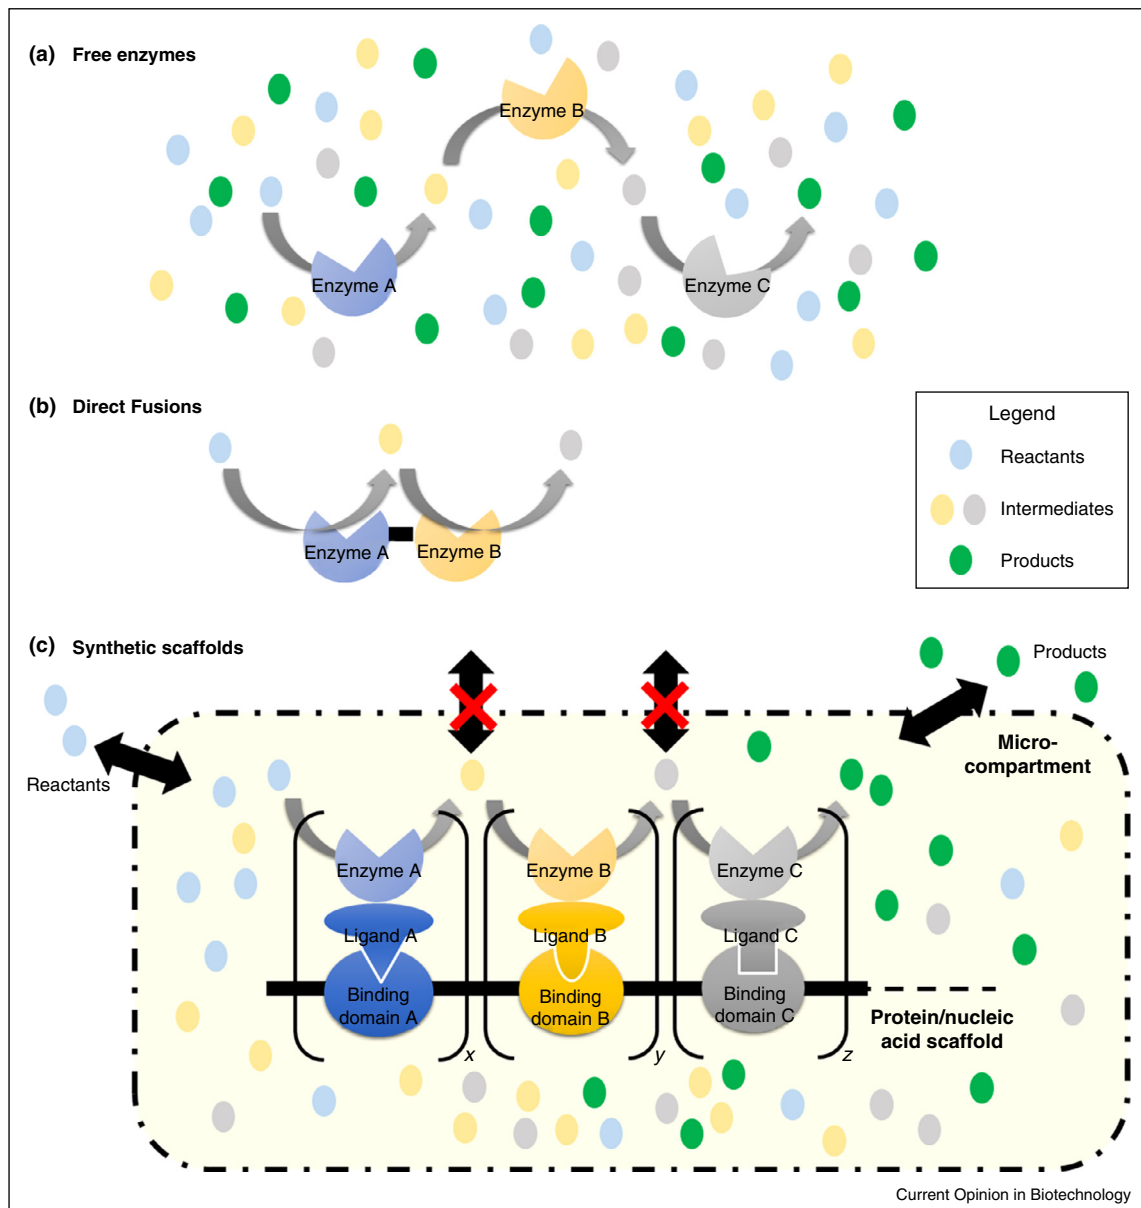 (a) Free enzymes
Enzyme B
Enzyme A
Enzyme C
(b) Direct Fusions
Enzyme A
Enzyme B
Legend
Reactants
Intermediates
Products
(c) Synthetic scaffolds
Products
Reactants
Micro-
compartment
Enzyme A
Enzyme B
Enzyme C
Ligand A
Ligand B
Ligand C
Binding
domain A
Binding
domain B
Binding
domain C
x
y
z
Protein/nucleic
acid scaffold
Current Opinion in Biotechnology